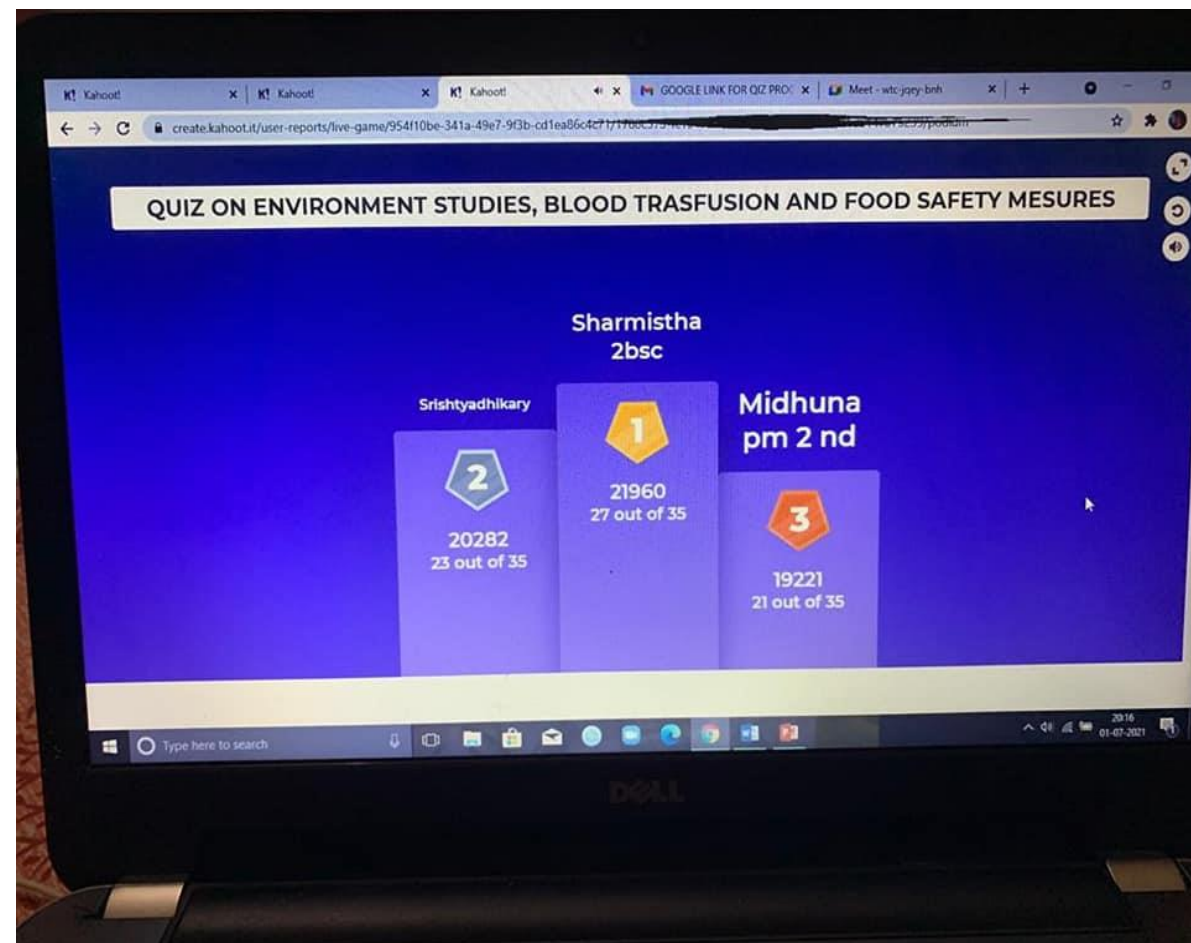 K! Kahoot!
K! Kahoot!
K! Kahoot!
GOOGLE LINK FOR QIZ PROC
Meet - wtc-jqey-bnh
create.kahoot.it/user-reports/live-game/954f10be-341a-49e7-9f3b-cd1ea86c4c71/
/podium
QUIZ ON ENVIRONMENT STUDIES, BLOOD TRASFUSION AND FOOD SAFETY MESURES
Sharmistha
2bsc
Srishtyadhikary
Midhuna
pm 2 nd
1
2
21960
27 out of 35
3
20282
23 out of 35
19221
21 out of 35
Type here to search
20:16
01-07-2021
DELL